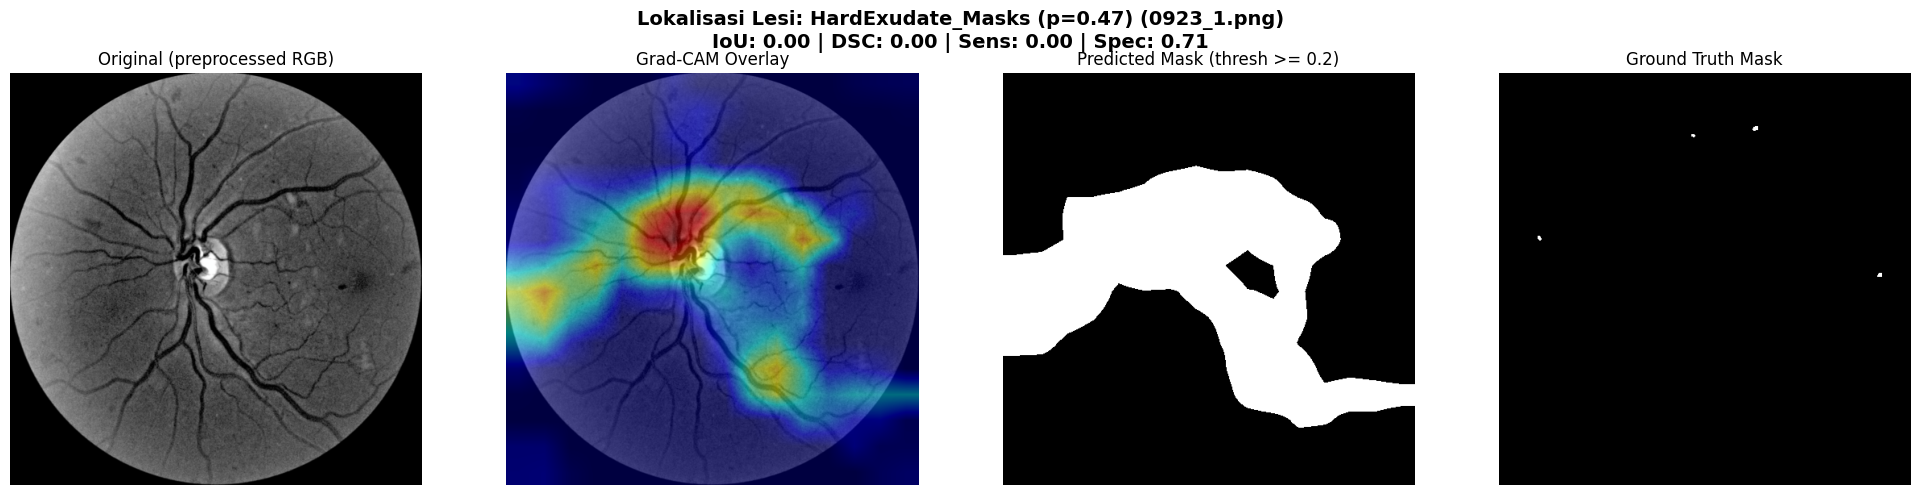 Lokalisasi Lesi: HardExudate_Masks (p=0.47) (0923_1.png)
IoU: 0.00 | DSC: 0.00 | Sens: 0.00 | Spec: 0.71
Original (preprocessed RGB)
Grad-CAM Overlay
Predicted Mask (thresh >= 0.2)
Ground Truth Mask